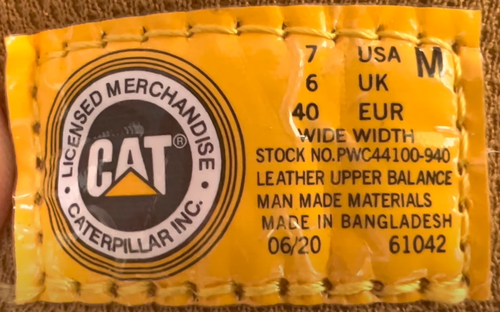 LICENSED MERCHANDISE
CAT®
CATERPILLAR INC.
7 USA M
6 UK
40 EUR
WIDE WIDTH
STOCK NO.PWC44100-940
LEATHER UPPER BALANCE
MAN MADE MATERIALS
MADE IN BANGLADESH
06/20 61042